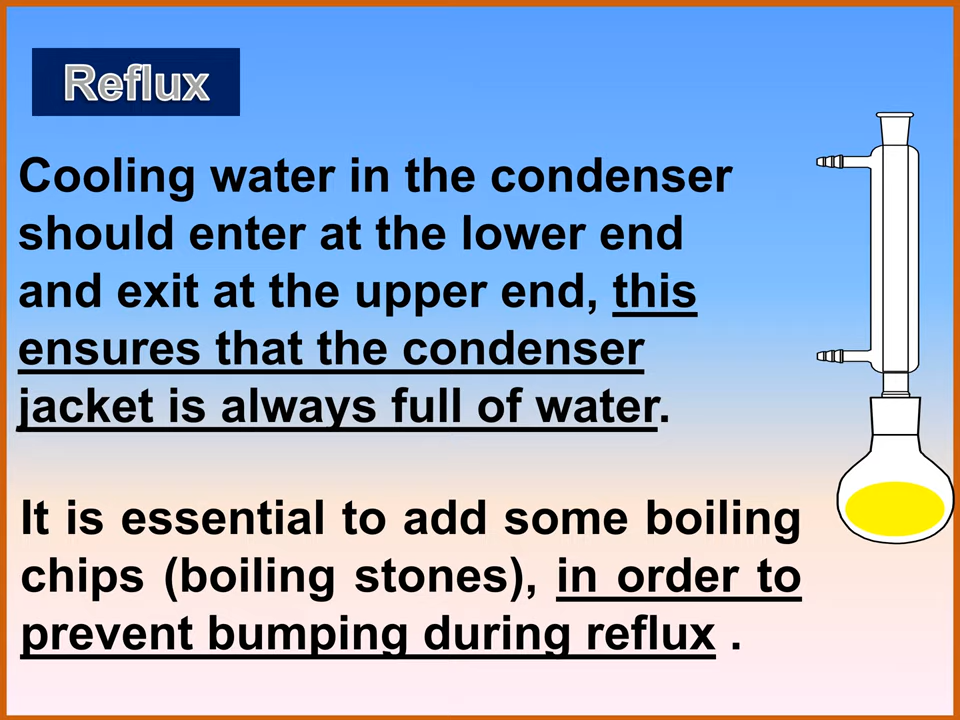 Reflux
Cooling water in the condenser
should enter at the lower end
and exit at the upper end, this
ensures that the condenser
jacket is always full of water.
It is essential to add some boiling
chips (boiling stones), in order to
prevent bumping during reflux .